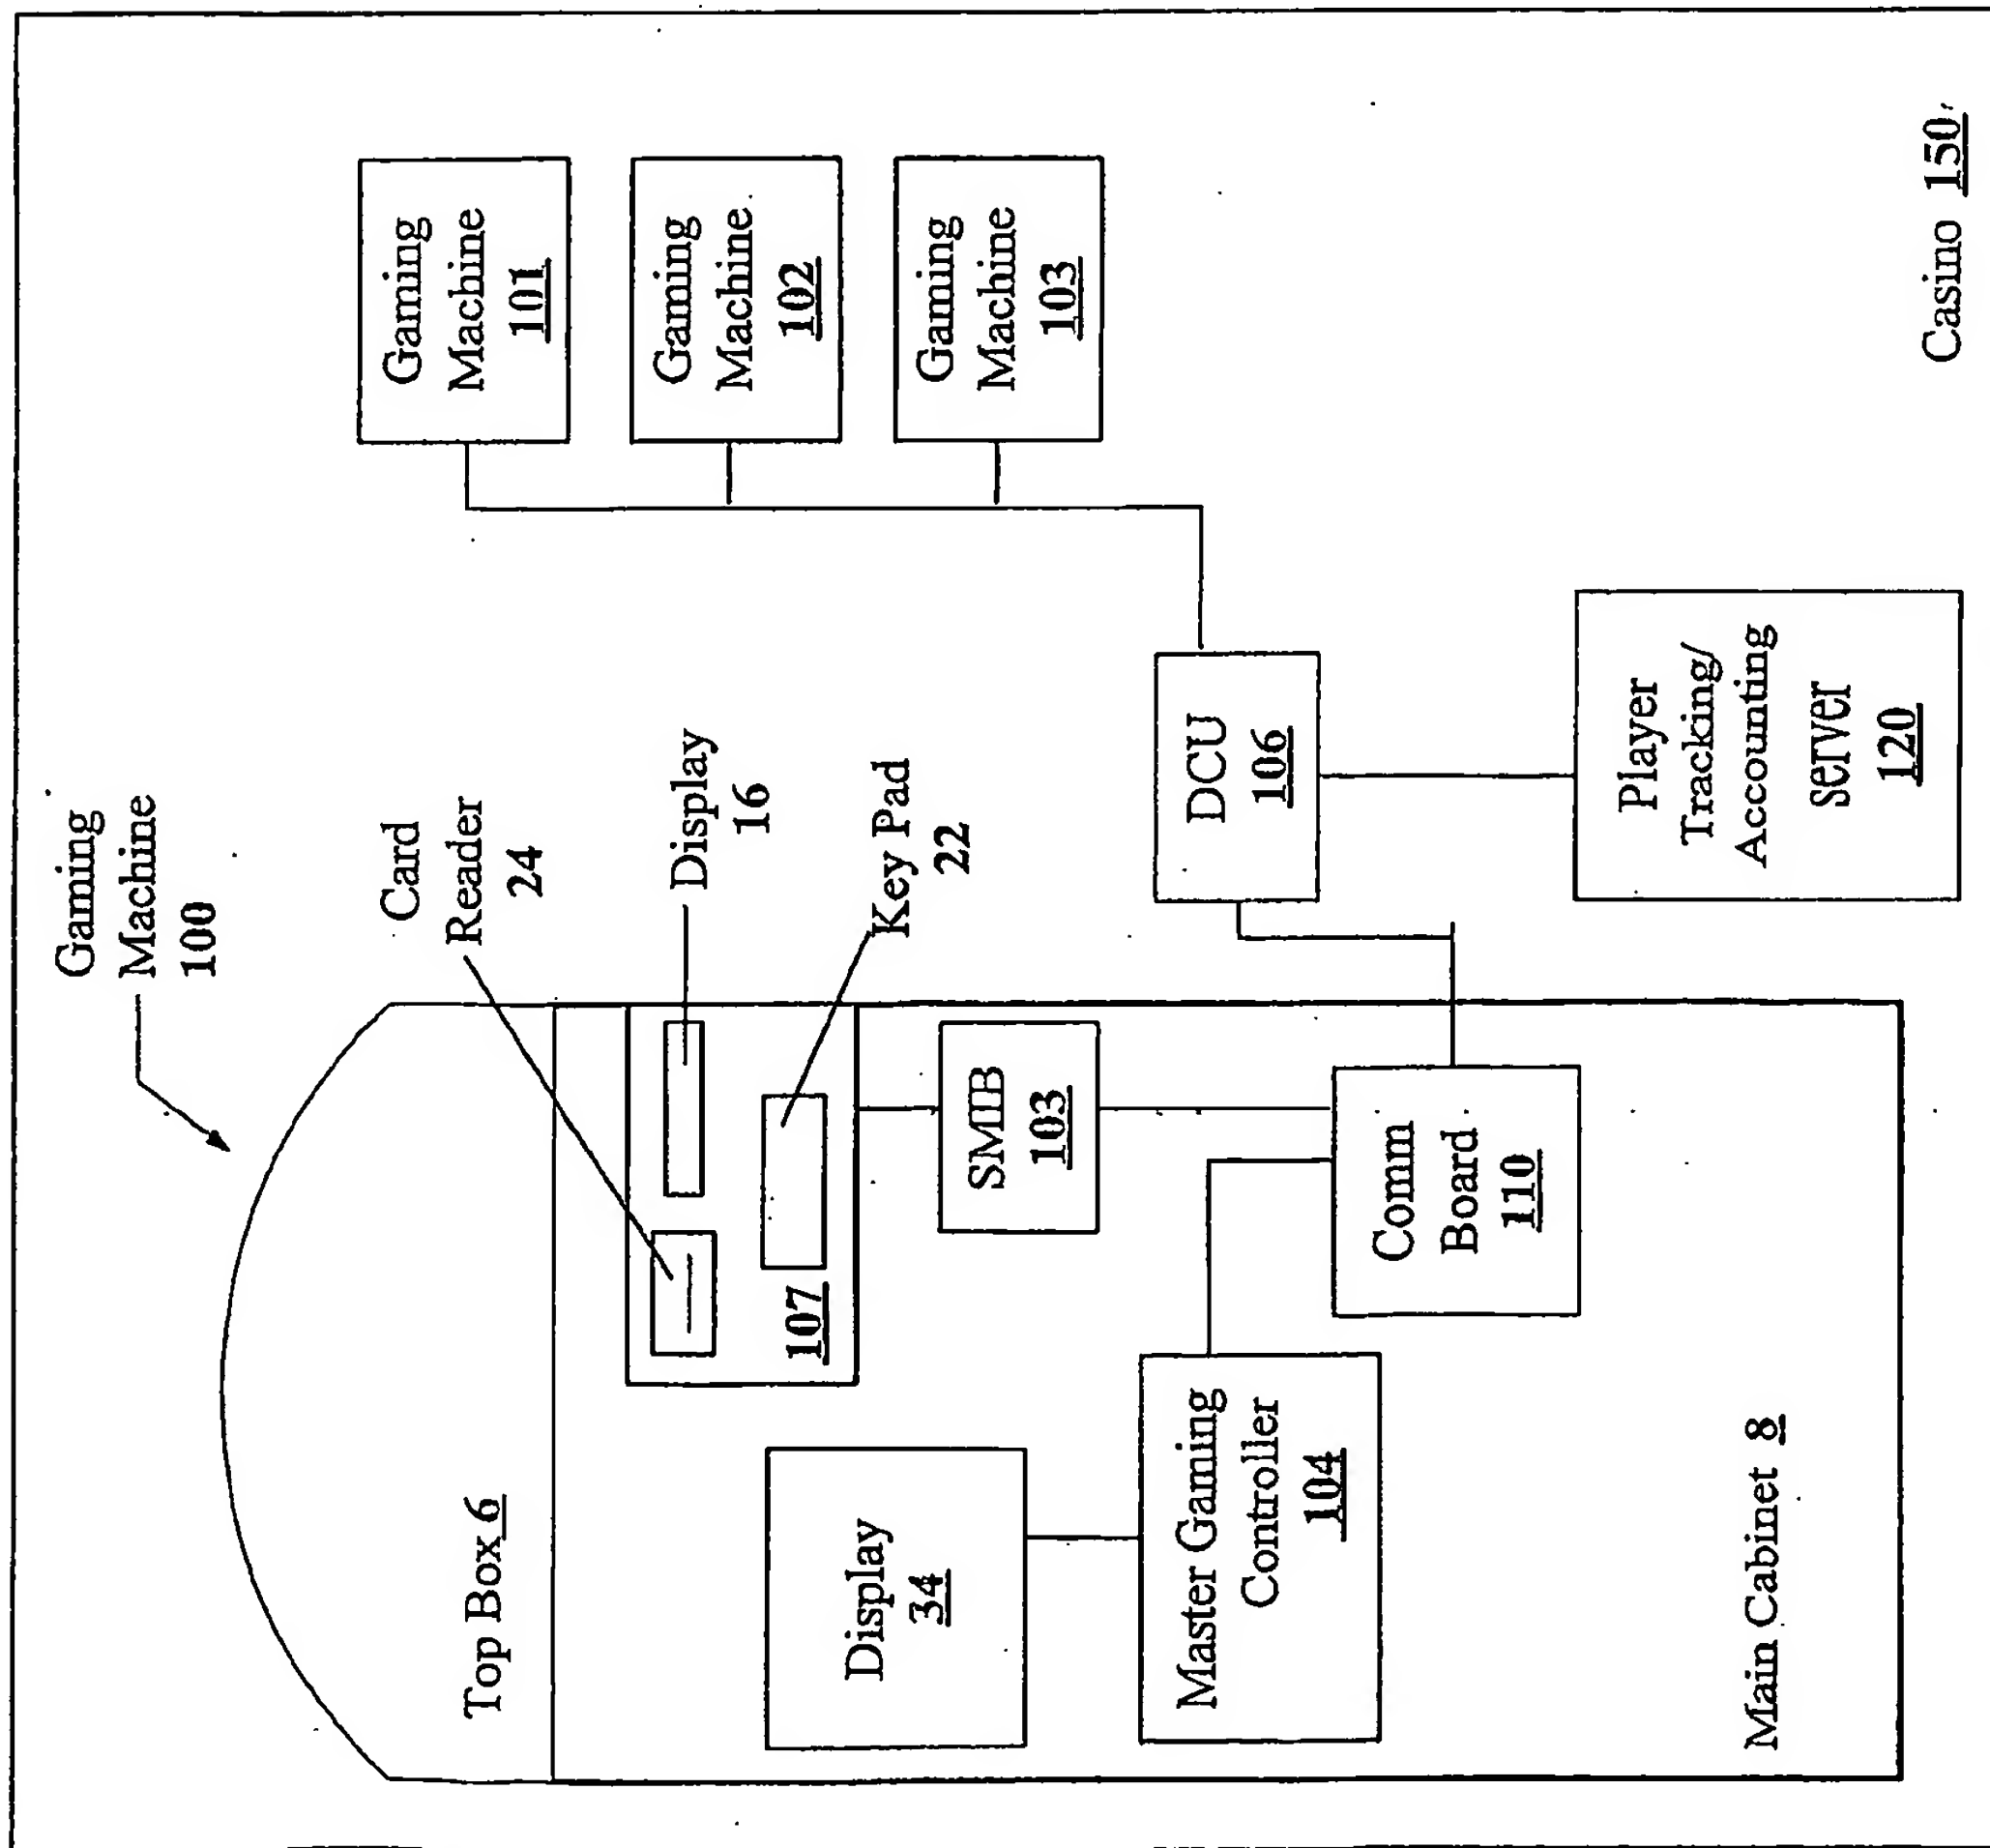 Gaming
Machine
100
Card
Reader
24
Display
16
Key Pad
22
Top Box 6
107
Display
34
SMIB
103
Master Gaming
Controller
104
Comm
Board
110
Main Cabinet 8
Gaming
Machine
101
Gaming
Machine
102
Gaming
Machine
103
DCU
106
Player
Tracking/
Accounting
server
120
Casino 150